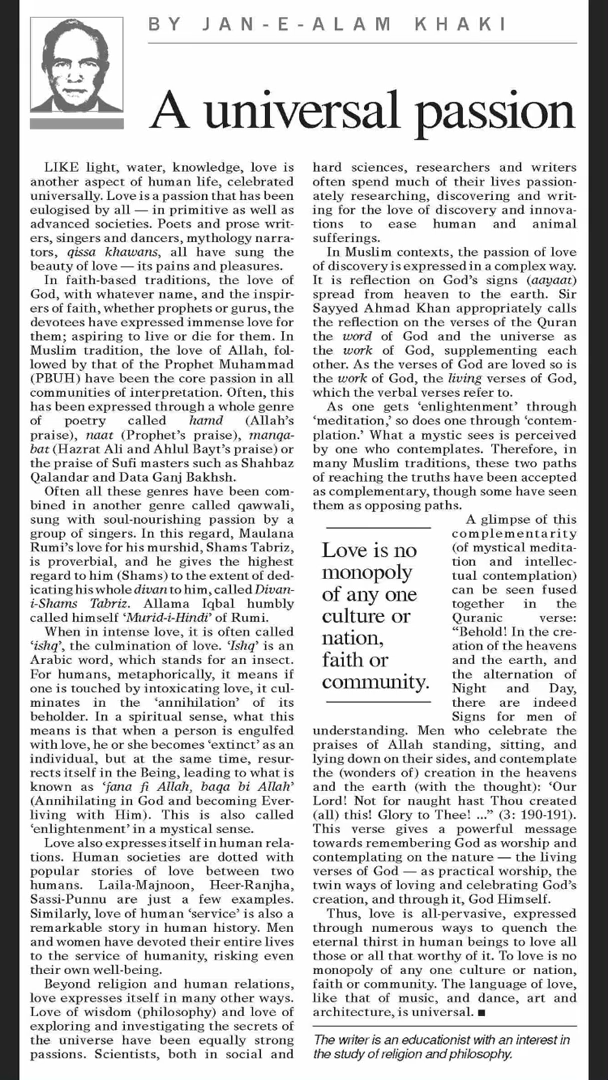 BY JAN-E-ALAM KHAKI
A universal passion
LIKE light, water, knowledge, love is
another aspect of human life, celebrated
universally. Love is a passion that has been
eulogised by all — in primitive as well as
advanced societies. Poets and prose writ-
ers, singers and dancers, mythology narra-
tors, qissa khawans, all have sung the
beauty of love — its pains and pleasures.
In faith-based traditions, the love of
God, with whatever name, and the inspir-
ers of faith, whether prophets or gurus, the
devotees have expressed immense love for
them; aspiring to live or die for them. In
Muslim tradition, the love of Allah, fol-
lowed by that of the Prophet Muhammad
(PBUH) have been the core passion in all
communities of interpretation. Often, this
has been expressed through a whole genre
of poetry called hamd (Allah's
praise), naat (Prophet's praise), manqa-
bat (Hazrat Ali and Ahlul Bayt's praise) or
the praise of Sufi masters such as Shahbaz
Qalandar and Data Ganj Bakhsh.
Often all these genres have been com-
bined in another genre called qawwali,
sung with soul-nourishing passion by a
group of singers. In this regard, Maulana
Rumi's love for his murshid, Shams Tabriz,
is proverbial, and he gives the highest
regard to him (Shams) to the extent of ded-
icating his whole divan to him, called Divan-
i-Shams Tabriz. Allama Iqbal humbly
called himself 'Murid-i-Hindi' of Rumi.
When in intense love, it is often called
'ishq', the culmination of love. 'Ishq' is an
Arabic word, which stands for an insect.
For humans, metaphorically, it means if
one is touched by intoxicating love, it cul-
minates in the 'annihilation' of its
beholder. In a spiritual sense, what this
means is that when a person is engulfed
with love, he or she becomes 'extinct' as an
individual, but at the same time, resur-
rects itself in the Being, leading to what is
known as 'fana fi Allah, baqa bi Allah'
(Annihilating in God and becoming Ever-
living with Him). This is also called
'enlightenment' in a mystical sense.
Love also expresses itself in human rela-
tions. Human societies are dotted with
popular stories of love between two
humans. Laila-Majnoon, Heer-Ranjha,
Sassi-Punnu are just a few examples.
Similarly, love of human 'service' is also a
remarkable story in human history. Men
and women have devoted their entire lives
to the service of humanity, risking even
their own well-being.
Beyond religion and human relations,
love expresses itself in many other ways.
Love of wisdom (philosophy) and love of
exploring and investigating the secrets of
the universe have been equally strong
passions. Scientists, both in social and
hard sciences, researchers and writers
often spend much of their lives passion-
ately researching, discovering and writ-
ing for the love of discovery and innova-
tions to ease human and animal
sufferings.
In Muslim contexts, the passion of love
of discovery is expressed in a complex way.
It is reflection on God's signs (aayaat)
spread from heaven to the earth. Sir
Sayyed Ahmad Khan appropriately calls
the reflection on the verses of the Quran
the word of God and the universe as
the work of God, supplementing each
other. As the verses of God are loved so is
the work of God, the living verses of God,
which the verbal verses refer to.
As one gets 'enlightenment' through
'meditation,' so does one through 'contem-
plation.' What a mystic sees is perceived
by one who contemplates. Therefore, in
many Muslim traditions, these two paths
of reaching the truths have been accepted
as complementary, though some have seen
them as opposing paths.
Love is no
monopoly
of any one
culture or
nation,
faith or
community.
A glimpse of this
complementarity
(of mystical medita-
tion and intellec-
tual contemplation)
can be seen fused
together in the
Quranic verse:
"Behold! In the cre-
ation of the heavens
and the earth, and
the alternation of
Night and Day,
there are indeed
Signs for men of
understanding. Men who celebrate the
praises of Allah standing, sitting, and
lying down on their sides, and contemplate
the (wonders of) creation in the heavens
and the earth (with the thought): 'Our
Lord! Not for naught hast Thou created
(all) this! Glory to Thee! ..." (3: 190-191).
This verse gives a powerful message
towards remembering God as worship and
contemplating on the nature — the living
verses of God — as practical worship, the
twin ways of loving and celebrating God's
creation, and through it, God Himself.
Thus, love is all-pervasive, expressed
through numerous ways to quench the
eternal thirst in human beings to love all
those or all that worthy of it. To love is no
monopoly of any one culture or nation,
faith or community. The language of love,
like that of music, and dance, art and
architecture, is universal. ■
The writer is an educationist with an interest in
the study of religion and philosophy.